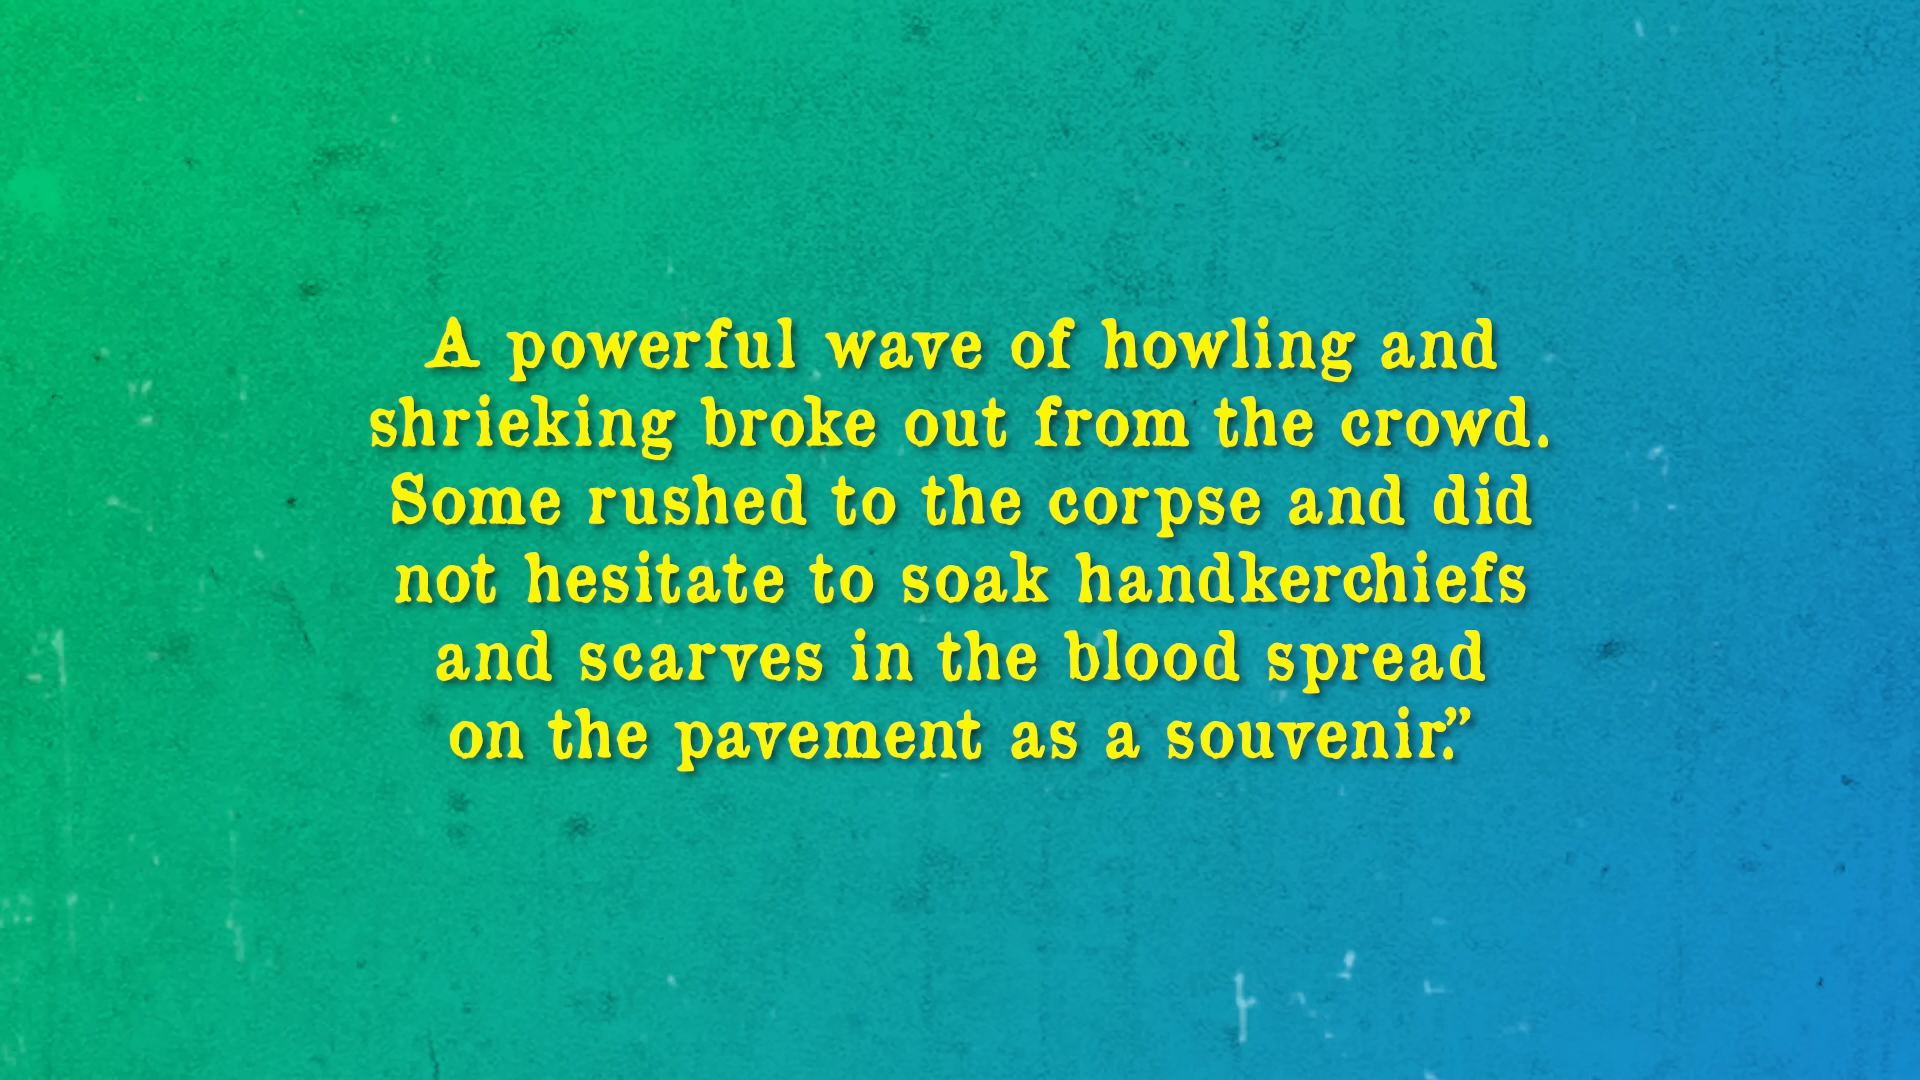 A powerful wave of howling and
shrieking broke out from the crowd.
Some rushed to the corpse and did
not hesitate to soak handkerchiefs
and scarves in the blood spread
on the pavement as a souvenir.”